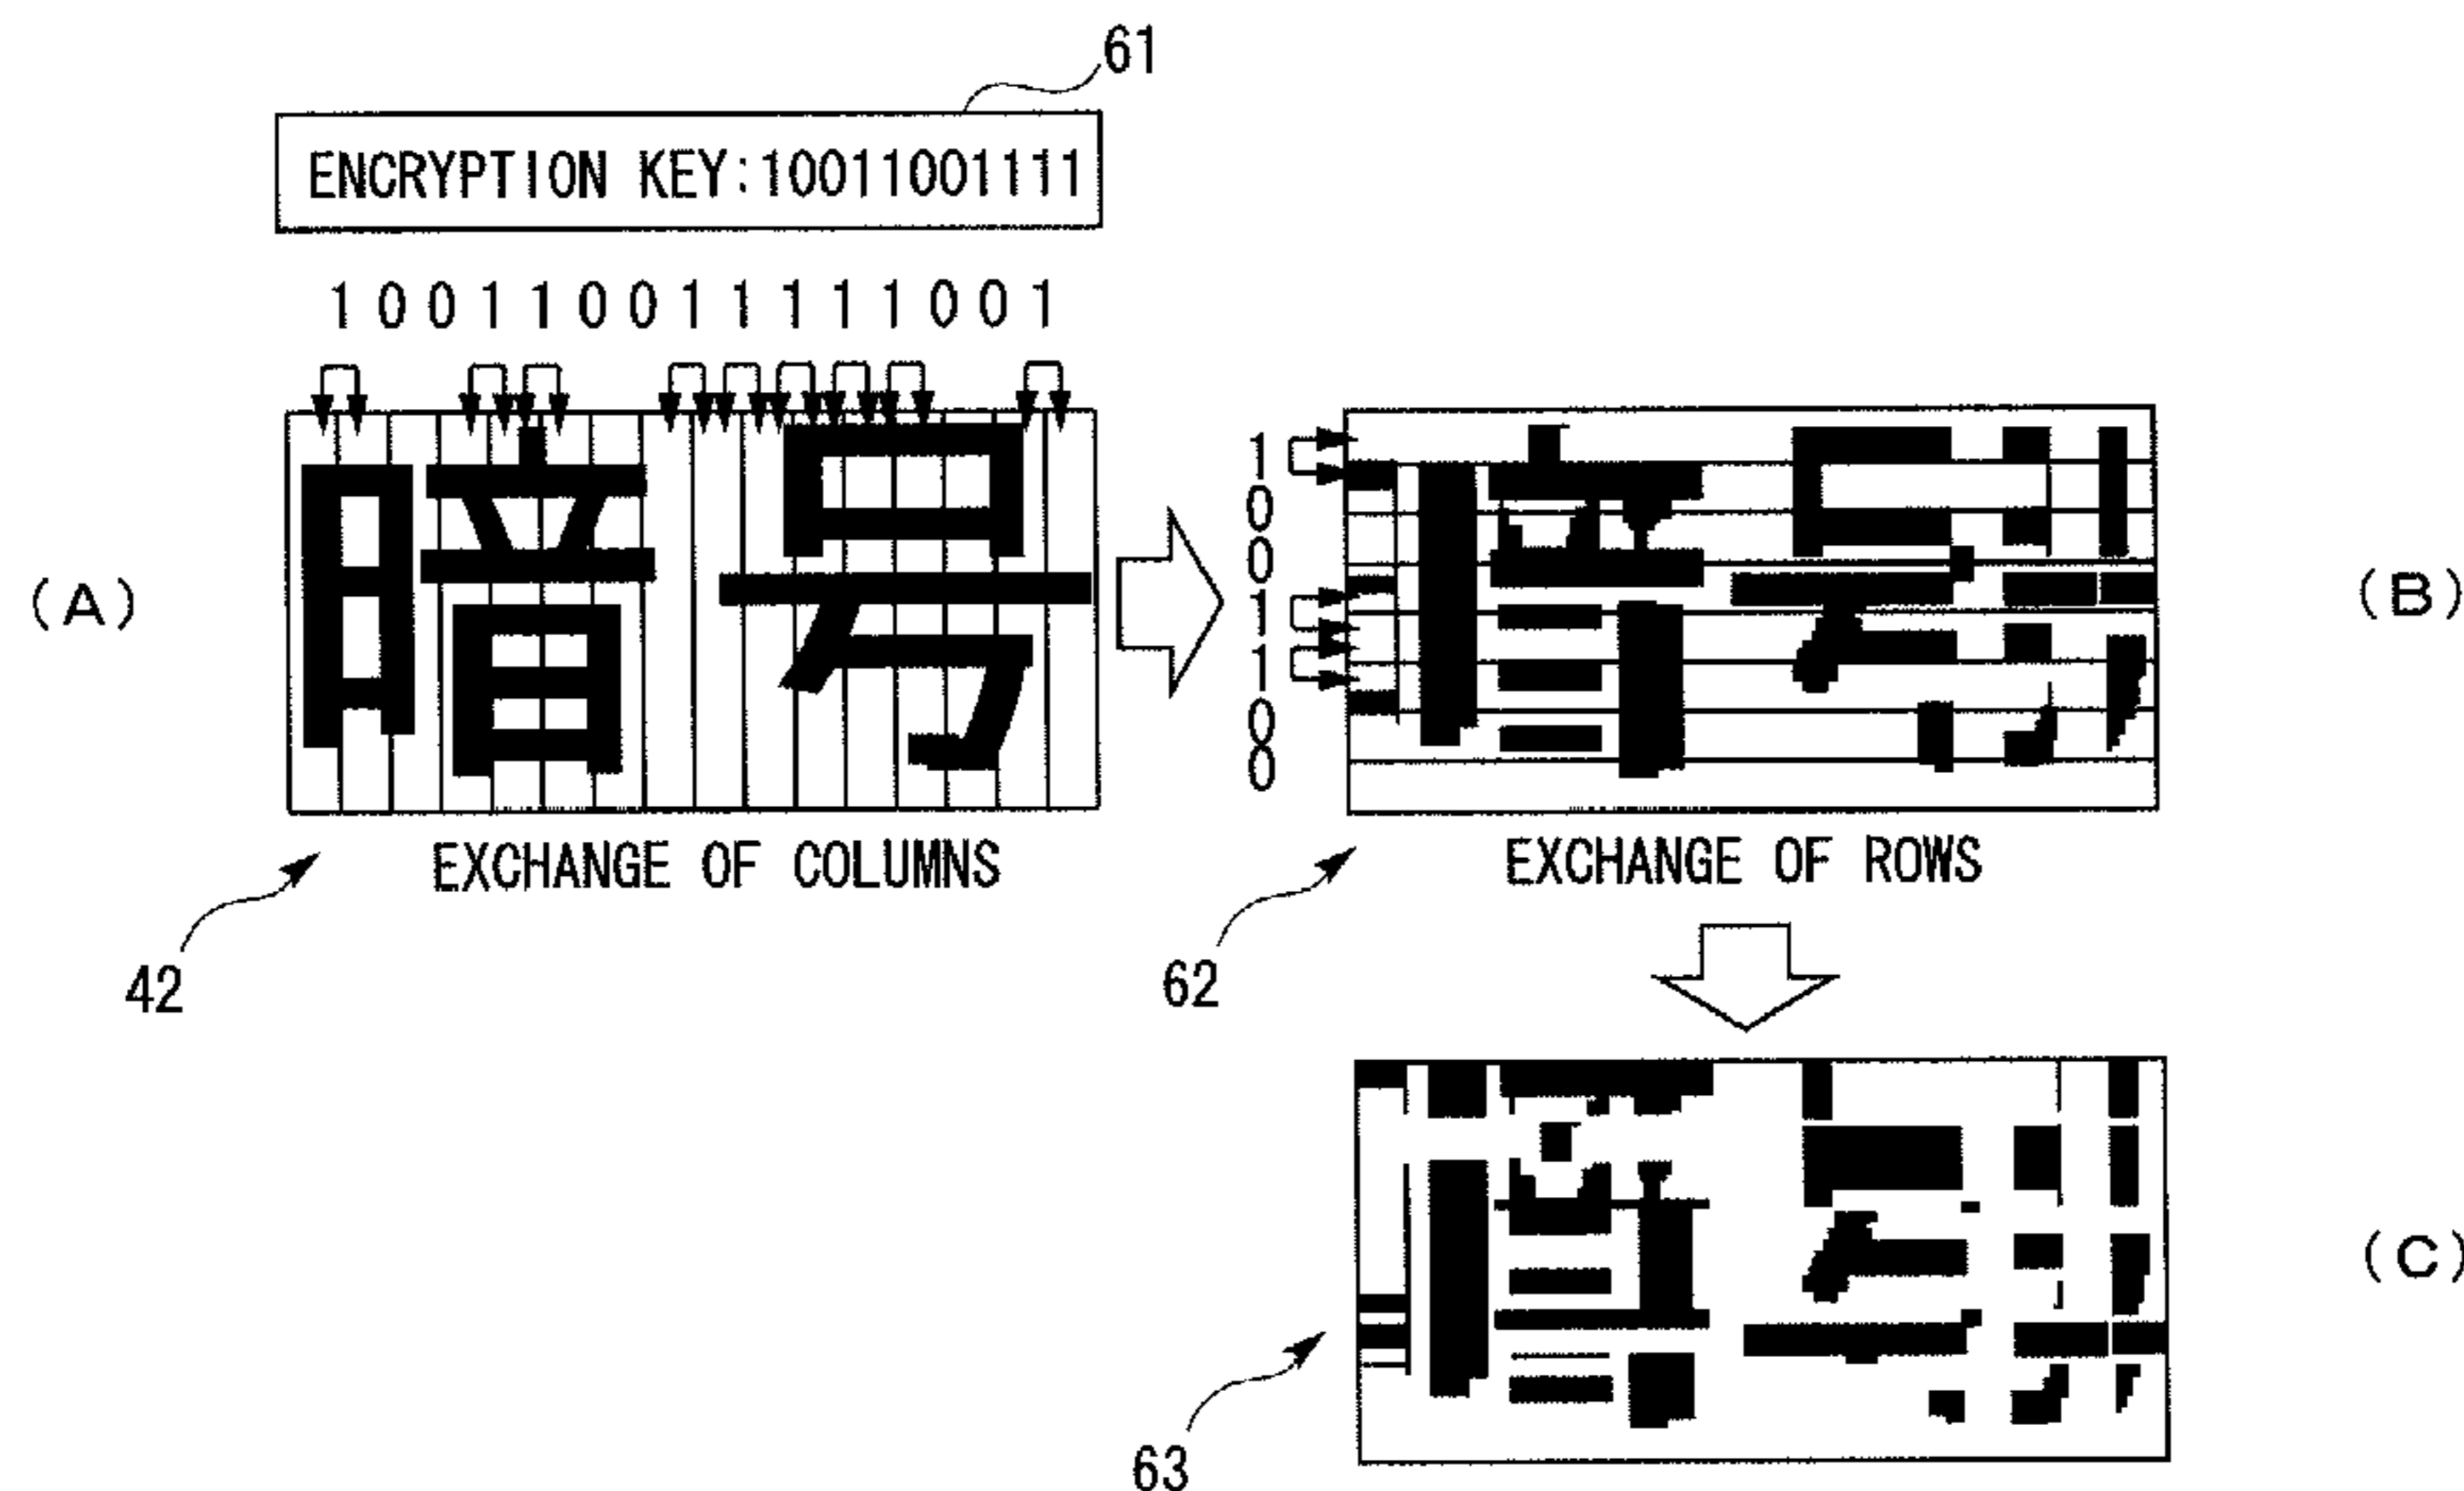 61
ENCRYPTION KEY:10011001111
1 0 0 1 1 0 0 1 1 1 1 1 0 0 1
(A)
暗号
EXCHANGE OF COLUMNS
42
1
0
0
1
1
0
0
(B)
EXCHANGE OF ROWS
62
(C)
63